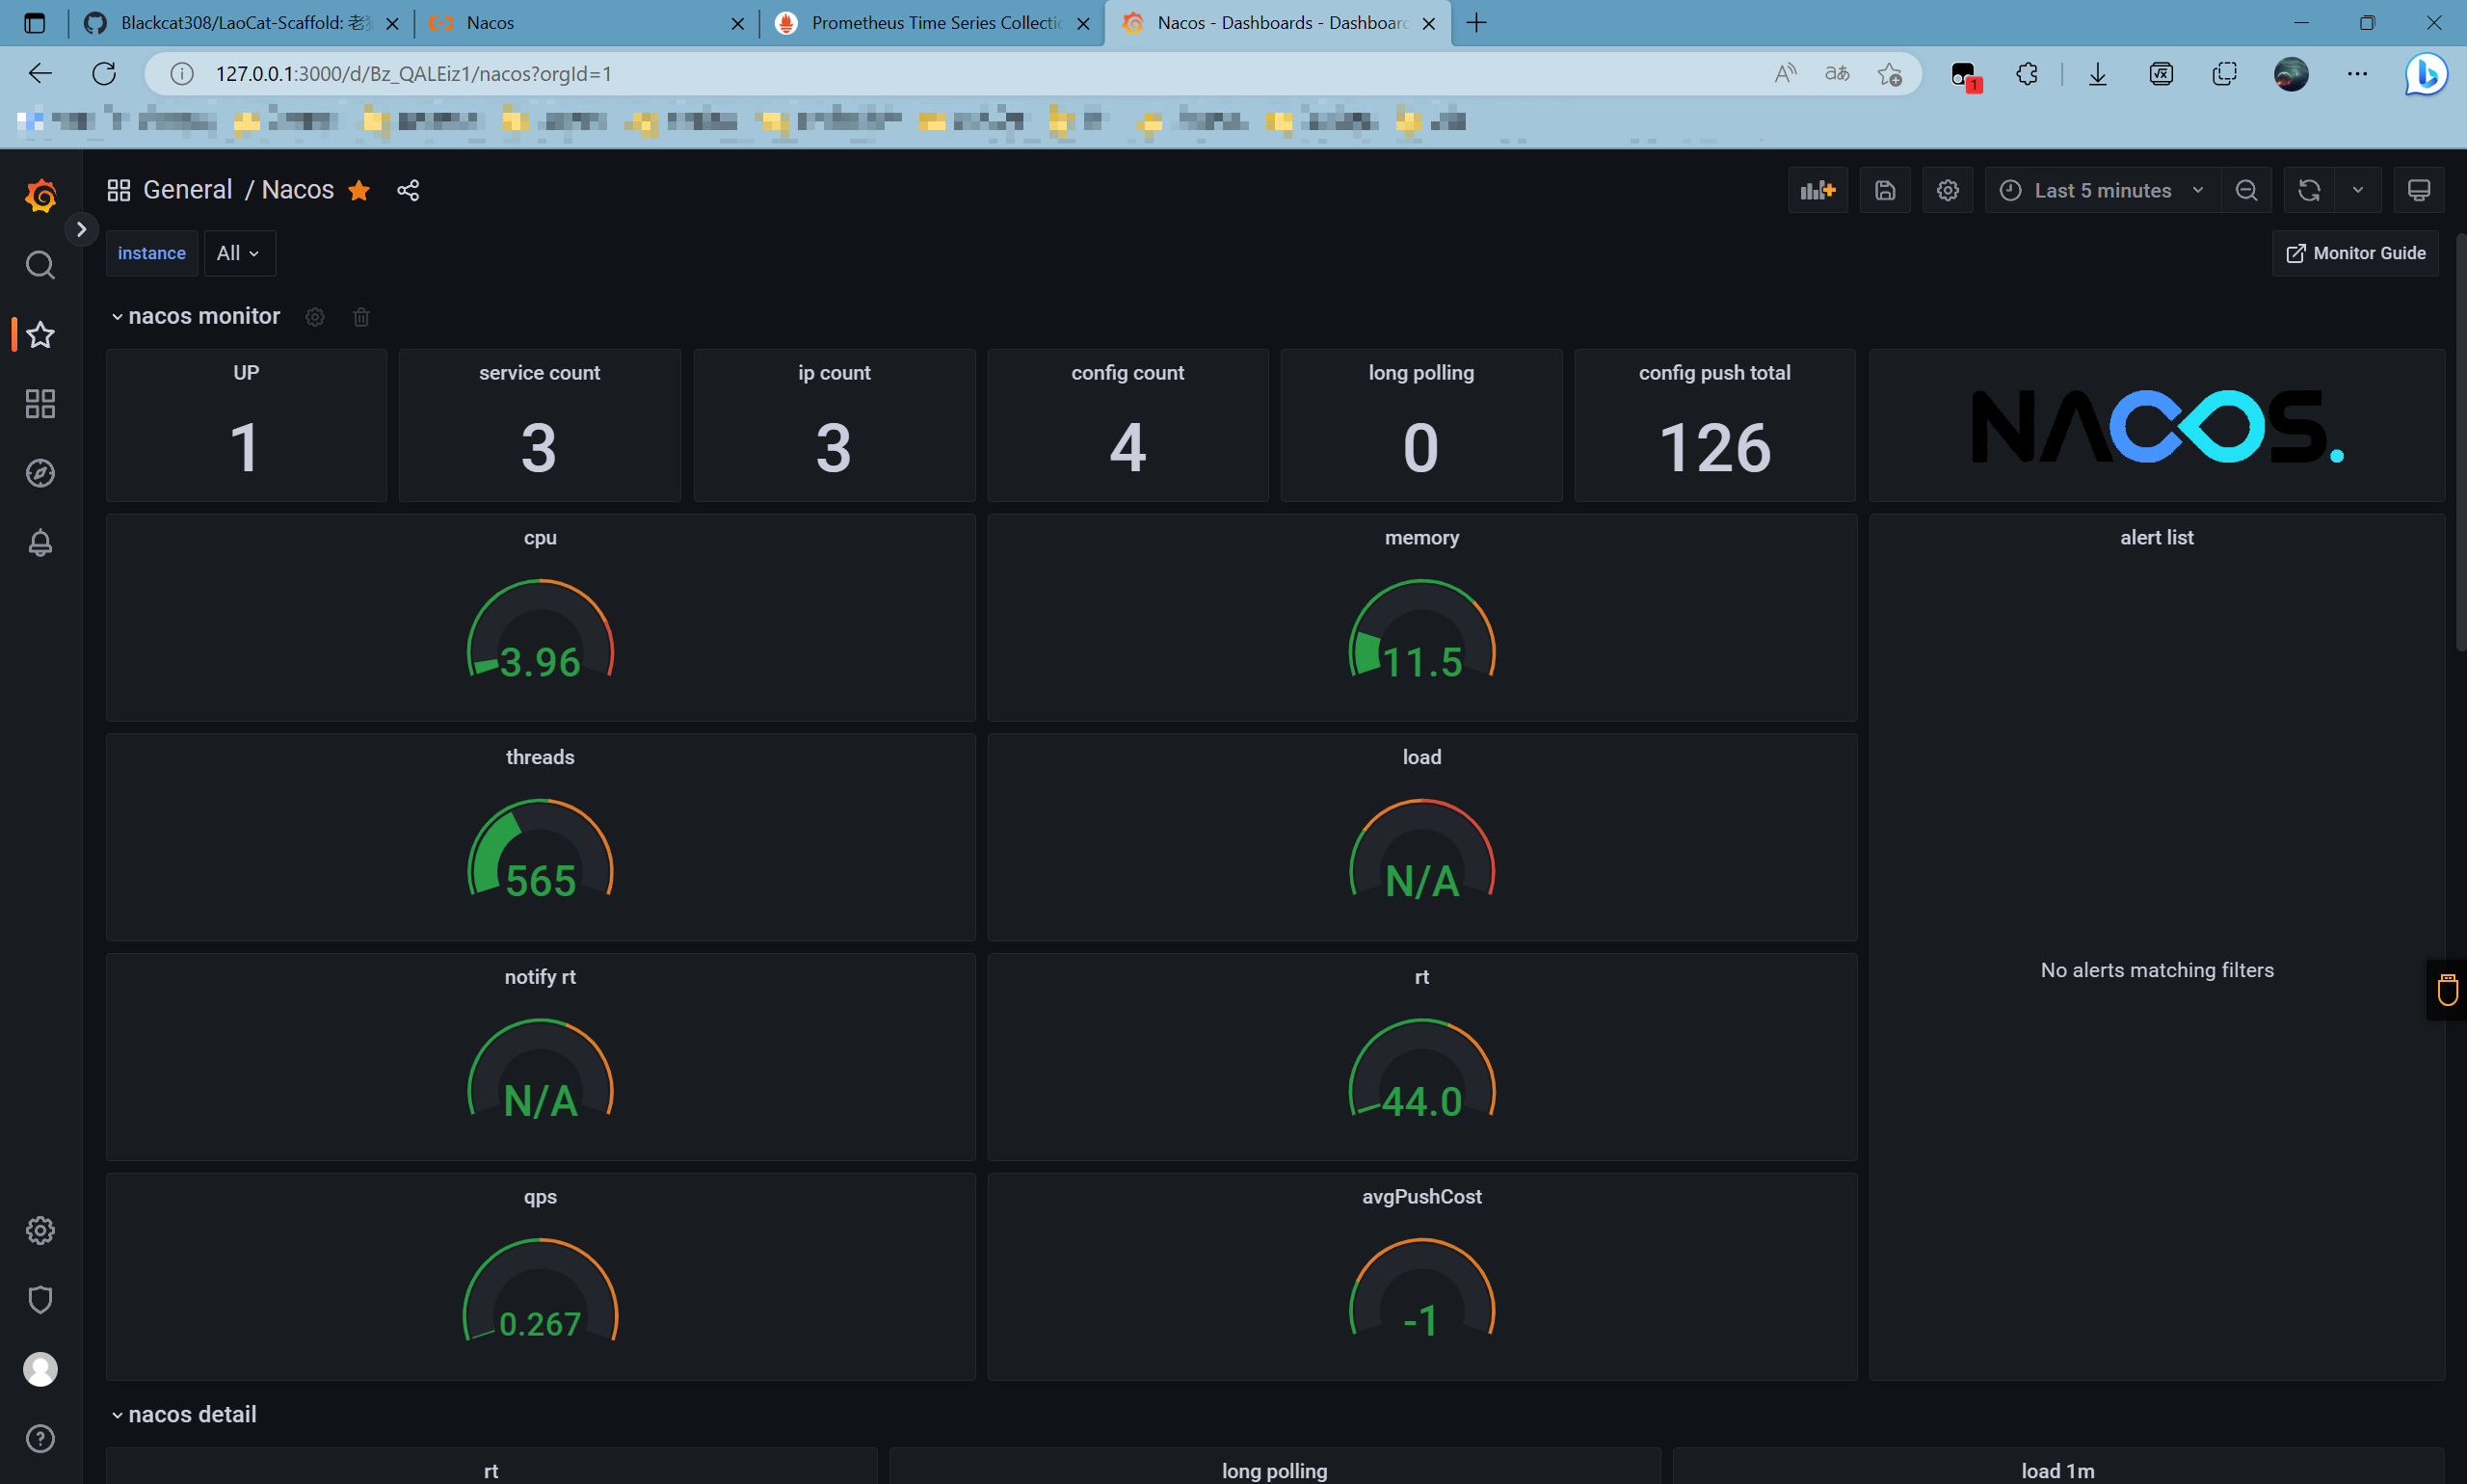 Blackcat308/LaoCat-Scaffold: 老
Nacos
Prometheus Time Series Collectic
Nacos - Dashboards - Dashboard
127.0.0.1:3000/d/Bz_QALEiz1/nacos?orgId=1
1
General / Nacos
Last 5 minutes
instance
All
Monitor Guide
nacos monitor
UP
service count
ip count
config count
long polling
config push total
1
3
3
4
0
126
NACOS.
cpu
memory
alert list
3.96
11.5
threads
load
565
N/A
No alerts matching filters
notify rt
rt
N/A
44.0
qps
avgPushCost
0.267
-1
nacos detail
rt
long polling
load 1m